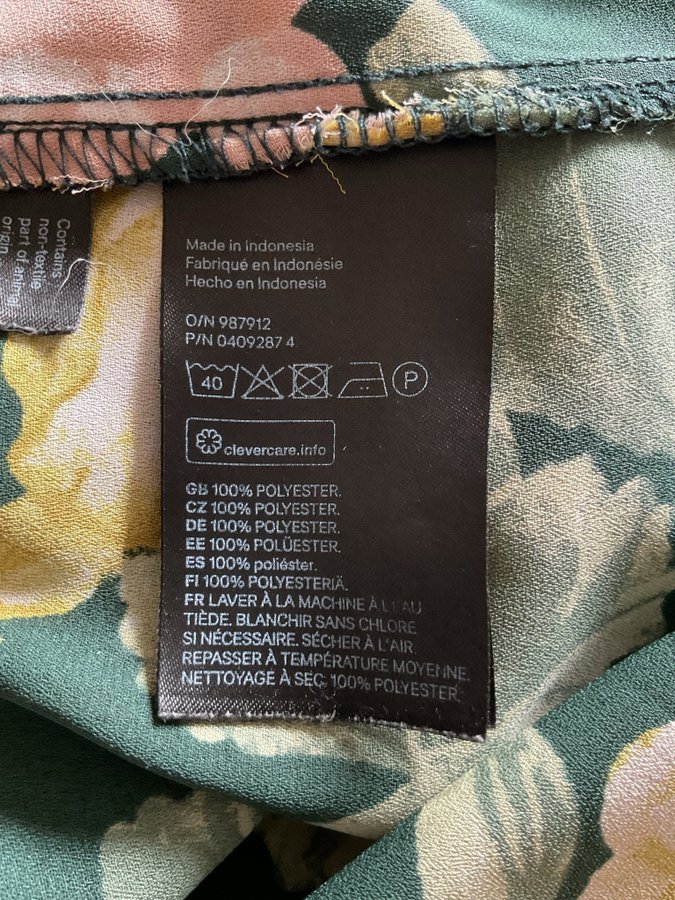 Contains
non-textile
part of animal
origin
Made in Indonesia
Fabriqué en Indonésie
Hecho en Indonesia
O/N 987912
P/N 0409287 4
40
P
clevercare.info
GB 100% POLYESTER.
CZ 100% POLYESTER.
DE 100% POLYESTER.
EE 100% POLÜESTER.
ES 100% poliéster.
FI 100% POLYESTERIÄ.
FR LAVER À LA MACHINE À L'EAU
TIÈDE. BLANCHIR SANS CHLORE
SI NÉCESSAIRE. SÉCHER À L'AIR.
REPASSER À TEMPÉRATURE MOYENNE.
NETTOYAGE À SEC. 100% POLYESTER.